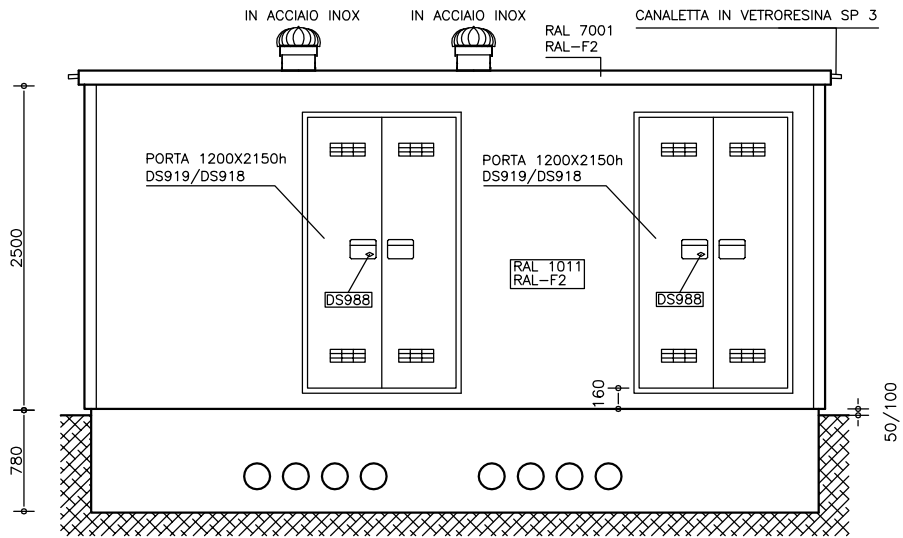 IN ACCIAIO INOX
IN ACCIAIO INOX
CANALETTA IN VETRORESINA SP 3
RAL 7001
RAL-F2
PORTA 1200X2150h
DS919/DS918
PORTA 1200X2150h
DS919/DS918
2500
RAL 1011
RAL-F2
DS988
DS988
160
50/100
780